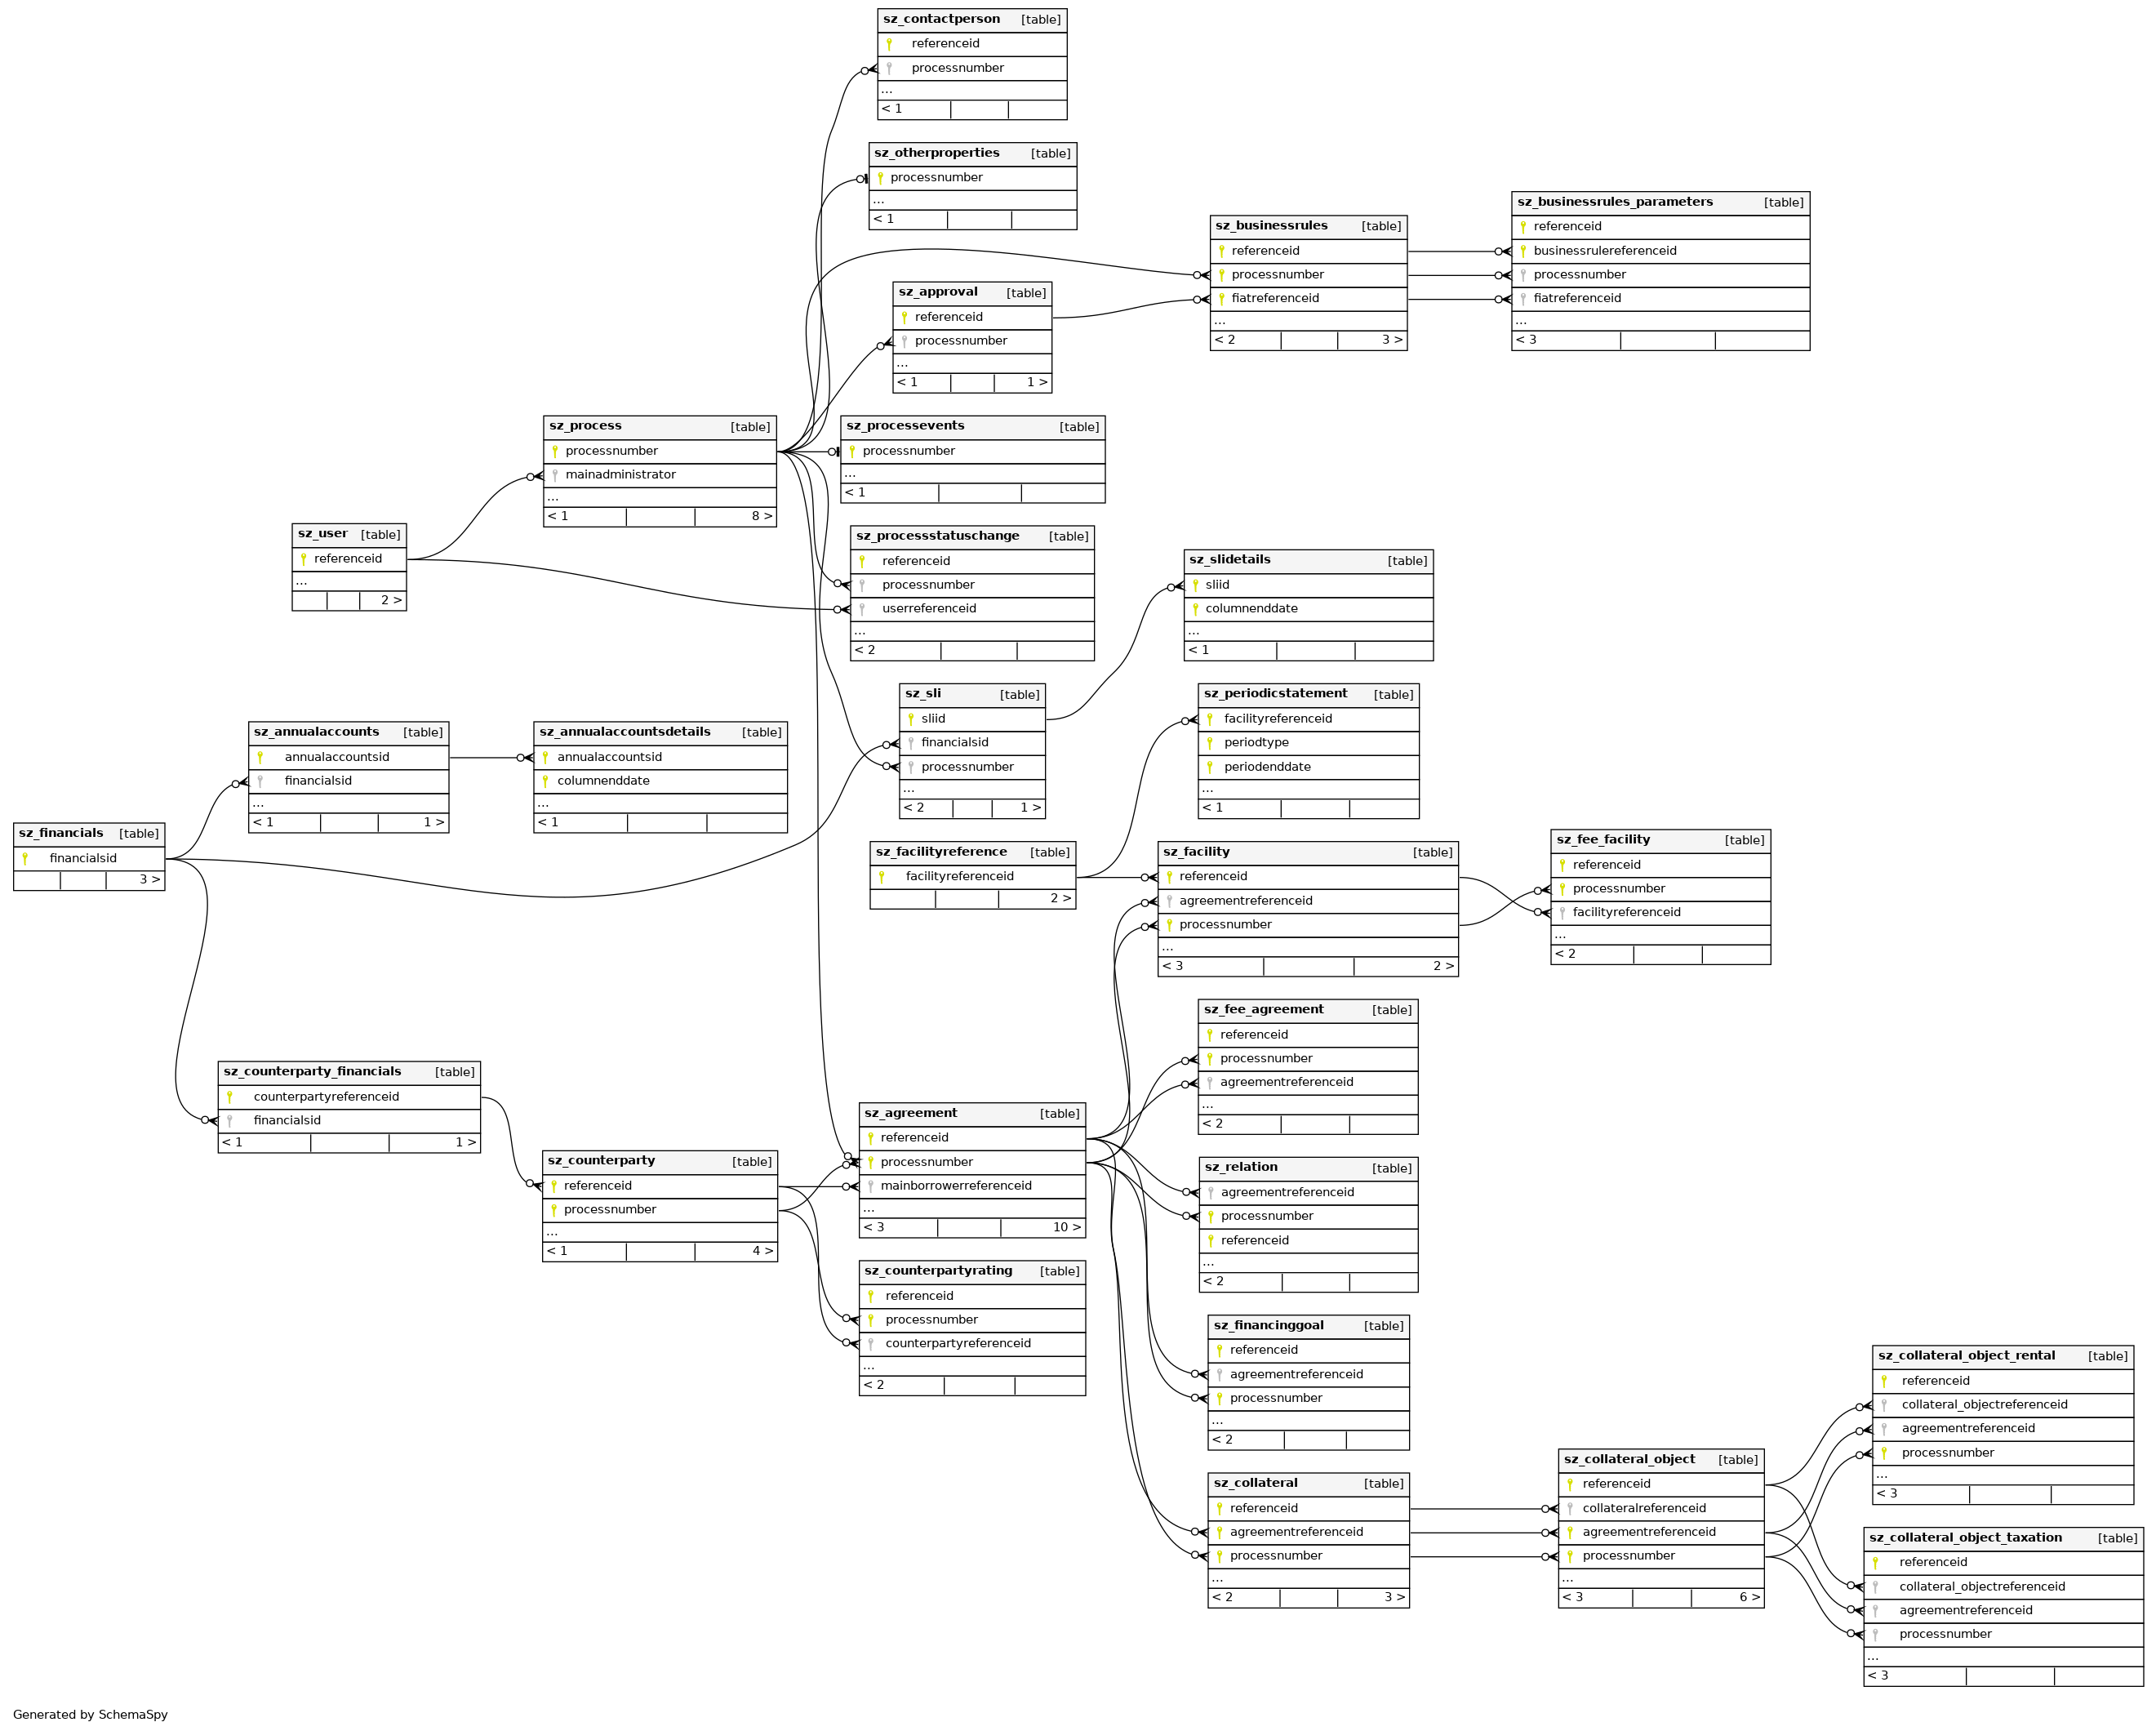 sz_contactperson [table]
referenceid
processnumber
...
< 1
sz_otherproperties [table]
processnumber
...
< 1
sz_businessrules_parameters [table]
referenceid
businessrulereferenceid
processnumber
fiatreferenceid
...
< 3
sz_businessrules [table]
referenceid
processnumber
fiatreferenceid
...
< 2 3 >
sz_approval [table]
referenceid
processnumber
...
< 1 1 >
sz_process [table]
processnumber
mainadministrator
...
< 1 8 >
sz_processevents [table]
processnumber
...
< 1
sz_user [table]
referenceid
...
2 >
sz_processstatuschange [table]
referenceid
processnumber
userreferenceid
...
< 2
sz_slidetails [table]
sliid
columnenddate
...
< 1
sz_sli [table]
sliid
financialsid
processnumber
...
< 2 1 >
sz_periodicstatement [table]
facilityreferenceid
periodtype
periodenddate
...
< 1
sz_annualaccounts [table]
annualaccountsid
financialsid
...
< 1 1 >
sz_annualaccountsdetails [table]
annualaccountsid
columnenddate
...
< 1
sz_financials [table]
financialsid
3 >
sz_facilityreference [table]
facilityreferenceid
2 >
sz_facility [table]
referenceid
agreementreferenceid
processnumber
...
< 3 2 >
sz_fee_facility [table]
referenceid
processnumber
facilityreferenceid
...
< 2
sz_fee_agreement [table]
referenceid
processnumber
agreementreferenceid
...
< 2
sz_counterparty_financials [table]
counterpartyreferenceid
financialsid
< 1 1 >
sz_agreement [table]
referenceid
processnumber
mainborrowerreferenceid
...
< 3 10 >
sz_counterparty [table]
referenceid
processnumber
...
< 1 4 >
sz_relation [table]
agreementreferenceid
processnumber
referenceid
...
< 2
sz_counterpartyrating [table]
referenceid
processnumber
counterpartyreferenceid
...
< 2
sz_financinggoal [table]
referenceid
agreementreferenceid
processnumber
...
< 2
sz_collateral_object_rental [table]
referenceid
collateral_objectreferenceid
agreementreferenceid
processnumber
...
< 3
sz_collateral [table]
referenceid
agreementreferenceid
processnumber
...
< 2 3 >
sz_collateral_object [table]
referenceid
collateralreferenceid
agreementreferenceid
processnumber
...
< 3 6 >
sz_collateral_object_taxation [table]
referenceid
collateral_objectreferenceid
agreementreferenceid
processnumber
...
< 3
Generated by SchemaSpy